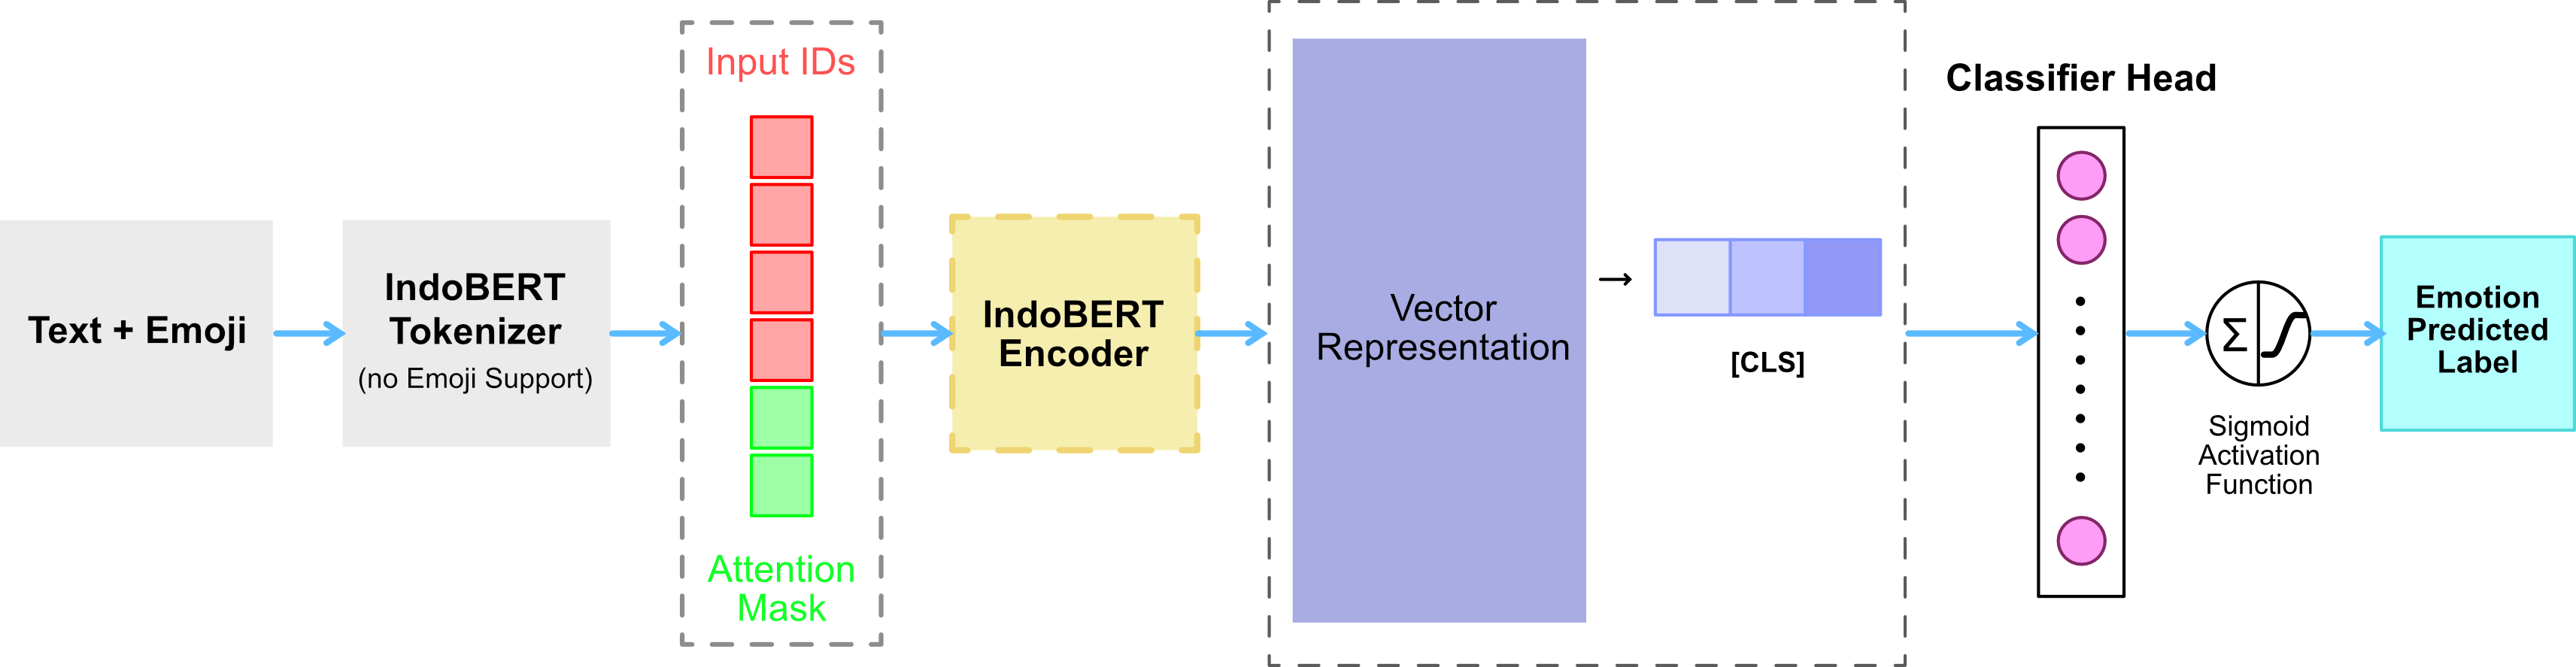 Text + Emoji
IndoBERT
Tokenizer
(no Emoji Support)
Input IDs
Attention
Mask
IndoBERT
Encoder
Vector
Representation
→
[CLS]
Classifier Head
Σ
Sigmoid
Activation
Function
Emotion
Predicted
Label